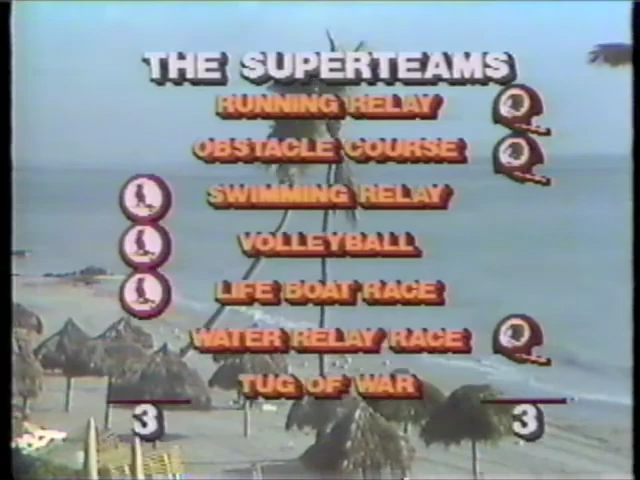 THE SUPERTEAMS
RUNNING RELAY
OBSTACLE COURSE
SWIMMING RELAY
VOLLEYBALL
LIFE BOAT RACE
WATER RELAY RACE
TUG OF WAR
3 3